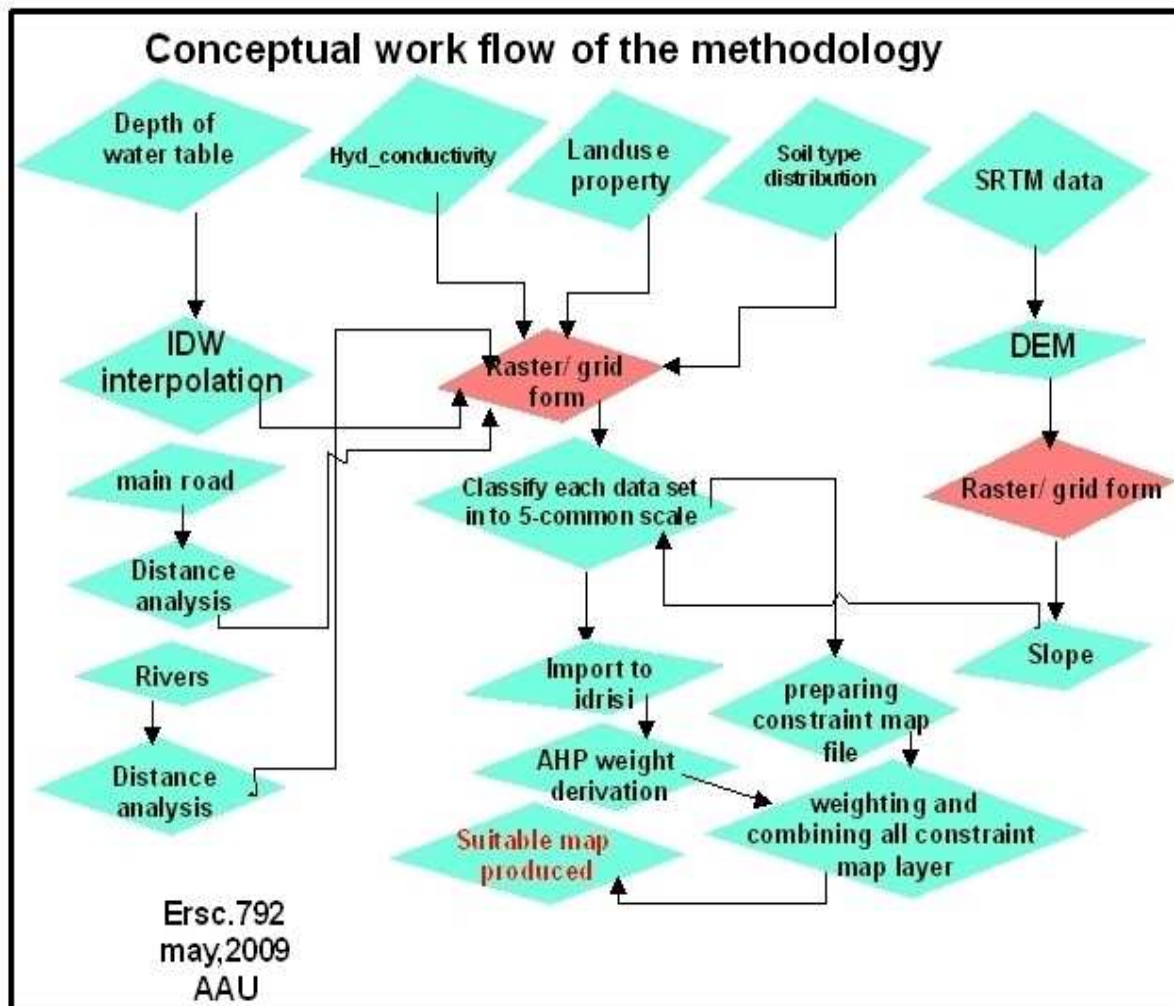 Conceptual work flow of the methodology
Depth of
water table
Hyd_conductivity
Landuse
property
Soil type
distribution
SRTM data
IDW
interpolation
Raster/ grid
form
DEM
main road
Classify each data set
in to 5-common scale
Raster/ grid form
Distance
analysis
Rivers
Import to
idrisi
preparing
constraint map
file
Slope
Distance
analysis
AHP weight
derivation
weighting and
combining all constraint
map layer
Suitable map
produced
Ersc.792
may,2009
AAU